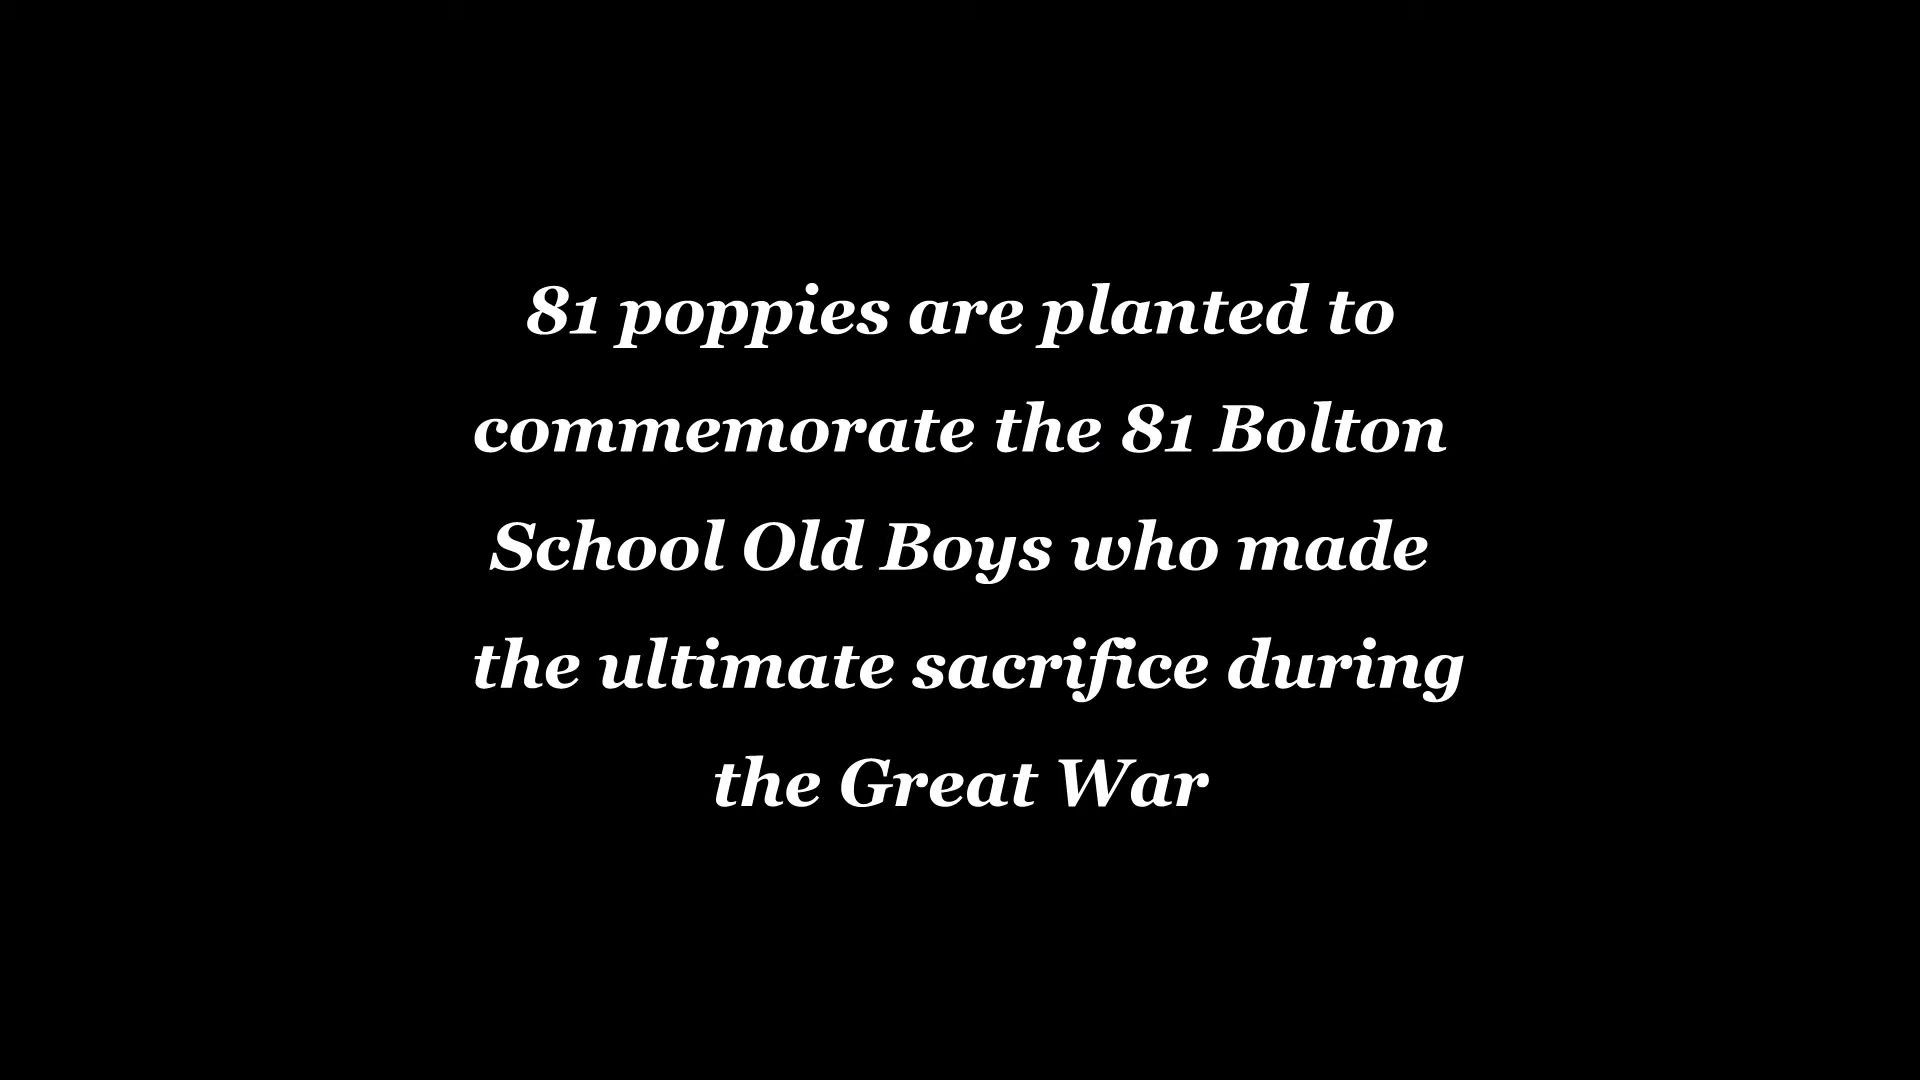 81 poppies are planted to
commemorate the 81 Bolton
School Old Boys who made
the ultimate sacrifice during
the Great War